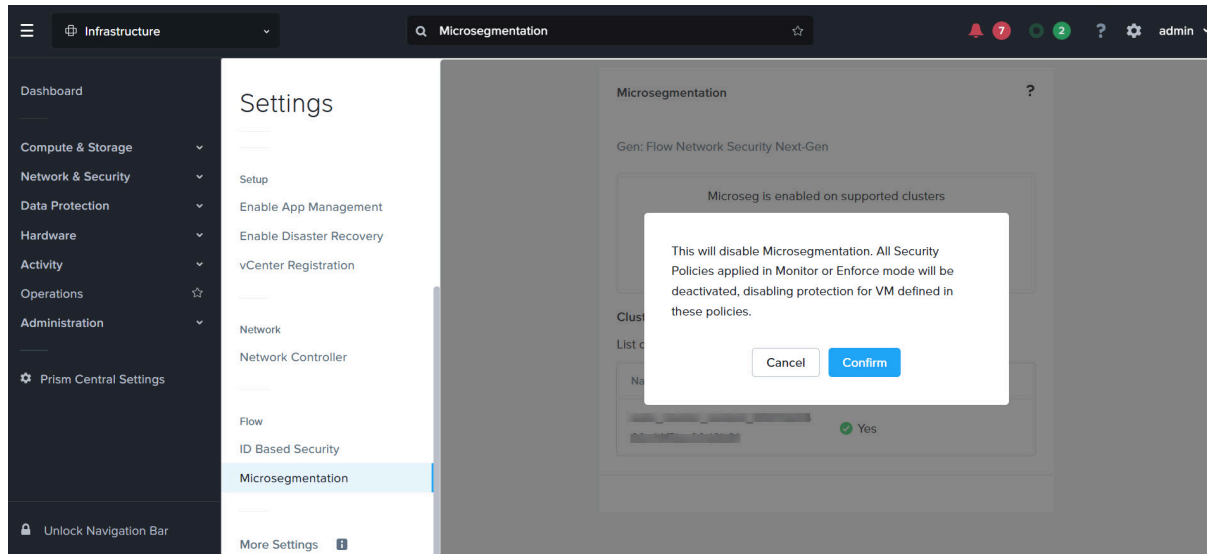 Infrastructure
Microsegmentation
7
2
?
admin
Dashboard
Compute & Storage
Network & Security
Data Protection
Hardware
Activity
Operations
Administration
Prism Central Settings
Unlock Navigation Bar
Settings
Setup
Enable App Management
Enable Disaster Recovery
vCenter Registration
Network
Network Controller
Flow
ID Based Security
Microsegmentation
More Settings
Microsegmentation
?
Gen: Flow Network Security Next-Gen
Microseg is enabled on supported clusters
This will disable Microsegmentation. All Security
Policies applied in Monitor or Enforce mode will be
deactivated, disabling protection for VM defined in
these policies.
Cancel
Confirm
Yes